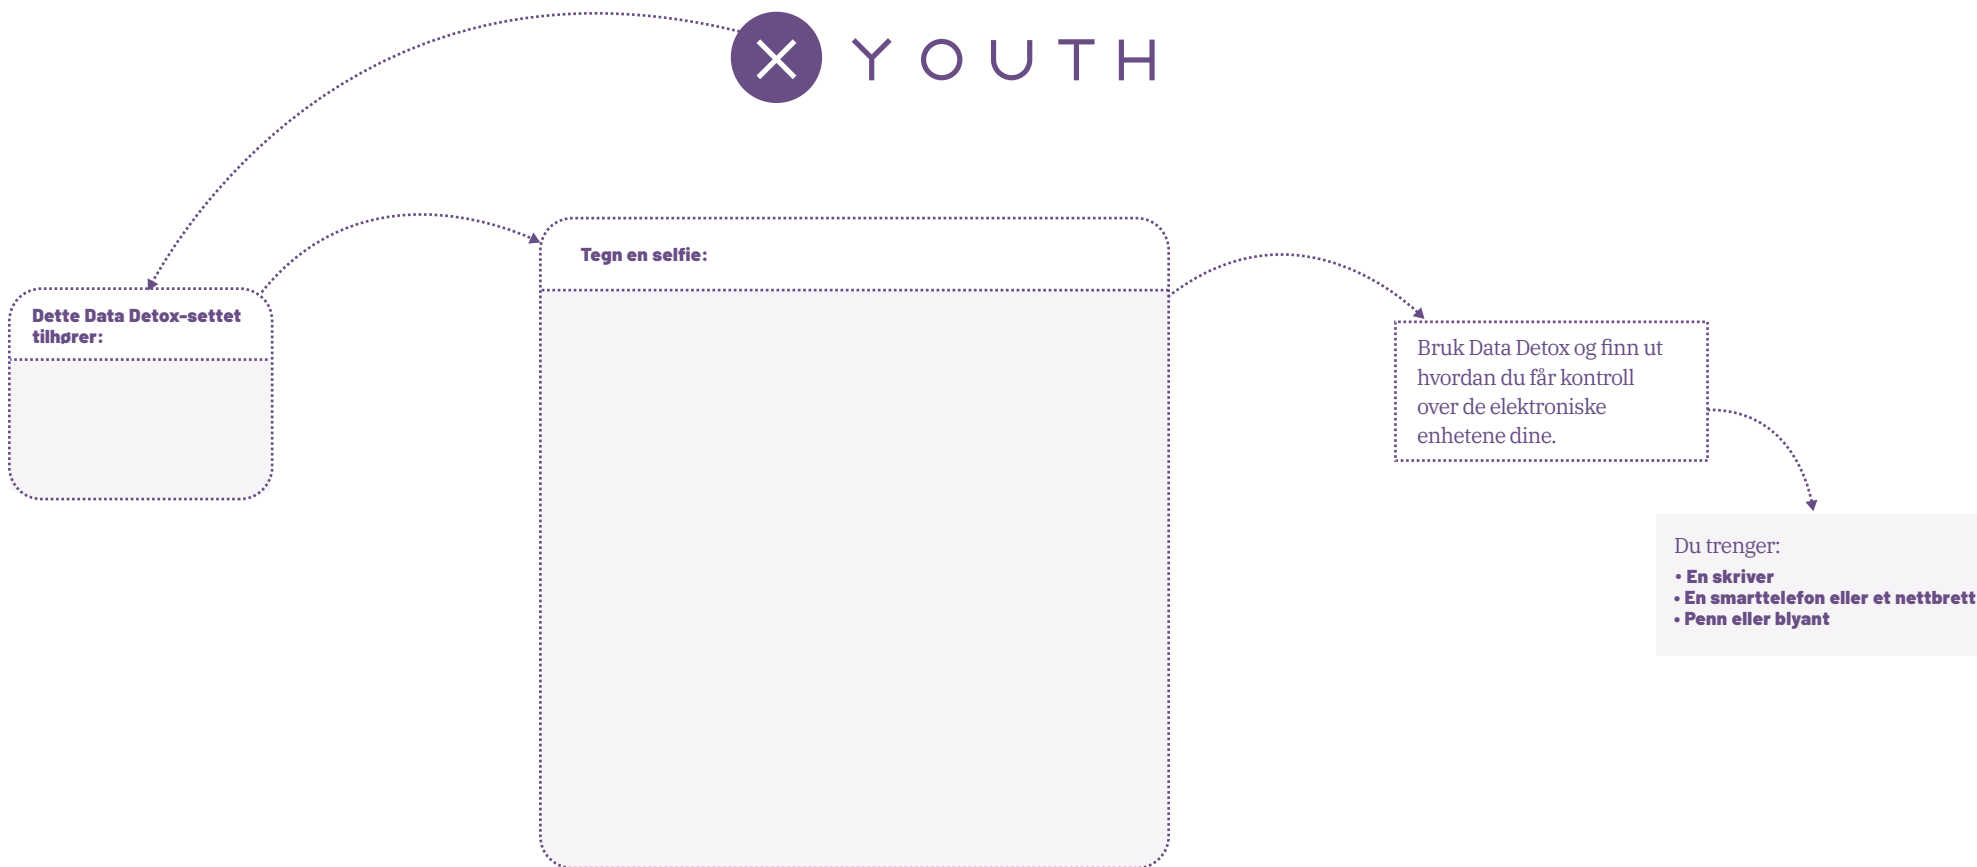 YOUTH
Dette Data Detox-settet
tilhører:
Tegn en selfie:
Bruk Data Detox og finn ut
hvordan du får kontroll
over de elektroniske
enhetene dine.
Du trenger:
• En skriver
• En smarttelefon eller et nettbrett
• Penn eller blyant